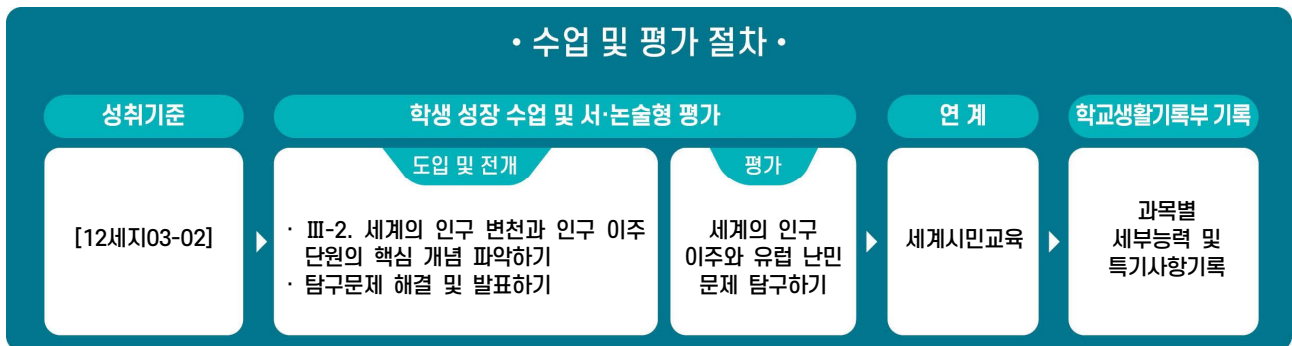 • 수업 및 평가 절차 •
성취기준
학생 성장 수업 및 서·논술형 평가
연 계
학교생활기록부 기록
도입 및 전개
평가
[12세지03-02]
· Ⅲ-2. 세계의 인구 변천과 인구 이주
단원의 핵심 개념 파악하기
· 탐구문제 해결 및 발표하기
세계의 인구
이주와 유럽 난민
문제 탐구하기
세계시민교육
과목별
세부능력 및
특기사항기록